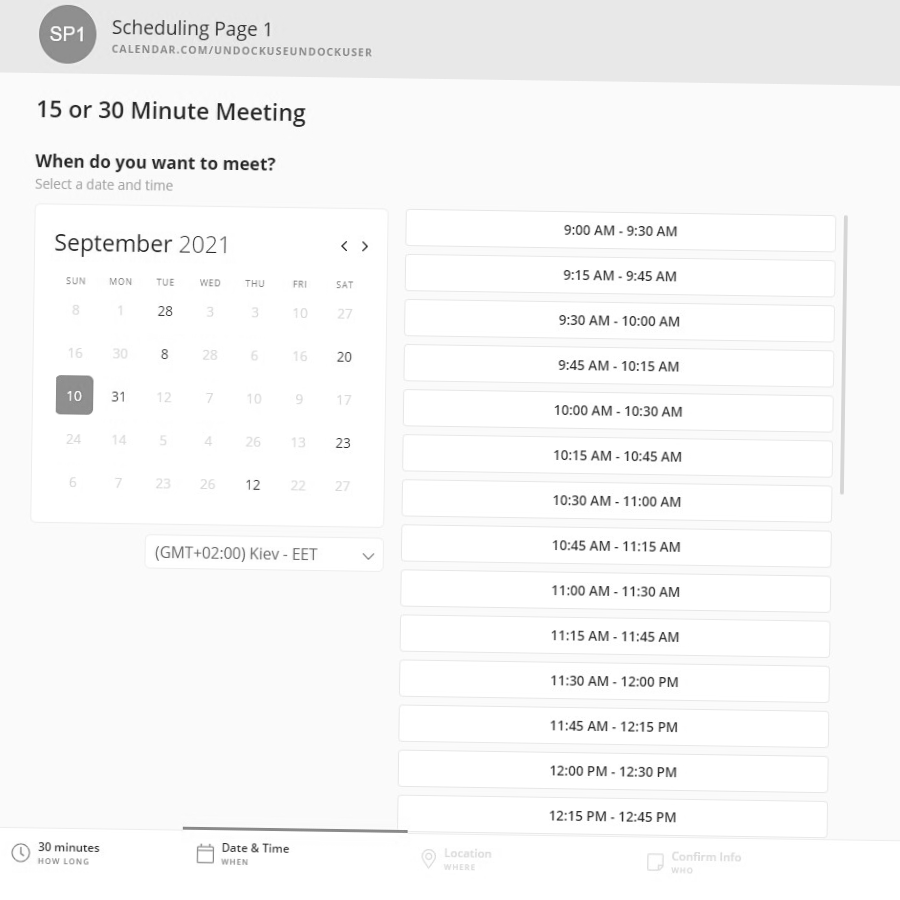 SP1
Scheduling Page 1
CALENDAR.COM/UNDOCKUSEUNDOCKUSER
15 or 30 Minute Meeting
When do you want to meet?
Select a date and time
September 2021
SUN MON TUE WED THU FRI SAT
8 1 28 3 3 10 27
16 30 8 28 6 16 20
10 31 12 7 10 9 17
24 14 5 4 26 13 23
6 7 23 26 12 22 27
(GMT+02:00) Kiev - EET
9:00 AM - 9:30 AM
9:15 AM - 9:45 AM
9:30 AM - 10:00 AM
9:45 AM - 10:15 AM
10:00 AM - 10:30 AM
10:15 AM - 10:45 AM
10:30 AM - 11:00 AM
10:45 AM - 11:15 AM
11:00 AM - 11:30 AM
11:15 AM - 11:45 AM
11:30 AM - 12:00 PM
11:45 AM - 12:15 PM
12:00 PM - 12:30 PM
12:15 PM - 12:45 PM
30 minutes
HOW LONG
Date & Time
WHEN
Location
WHERE
Confirm Info
WHO